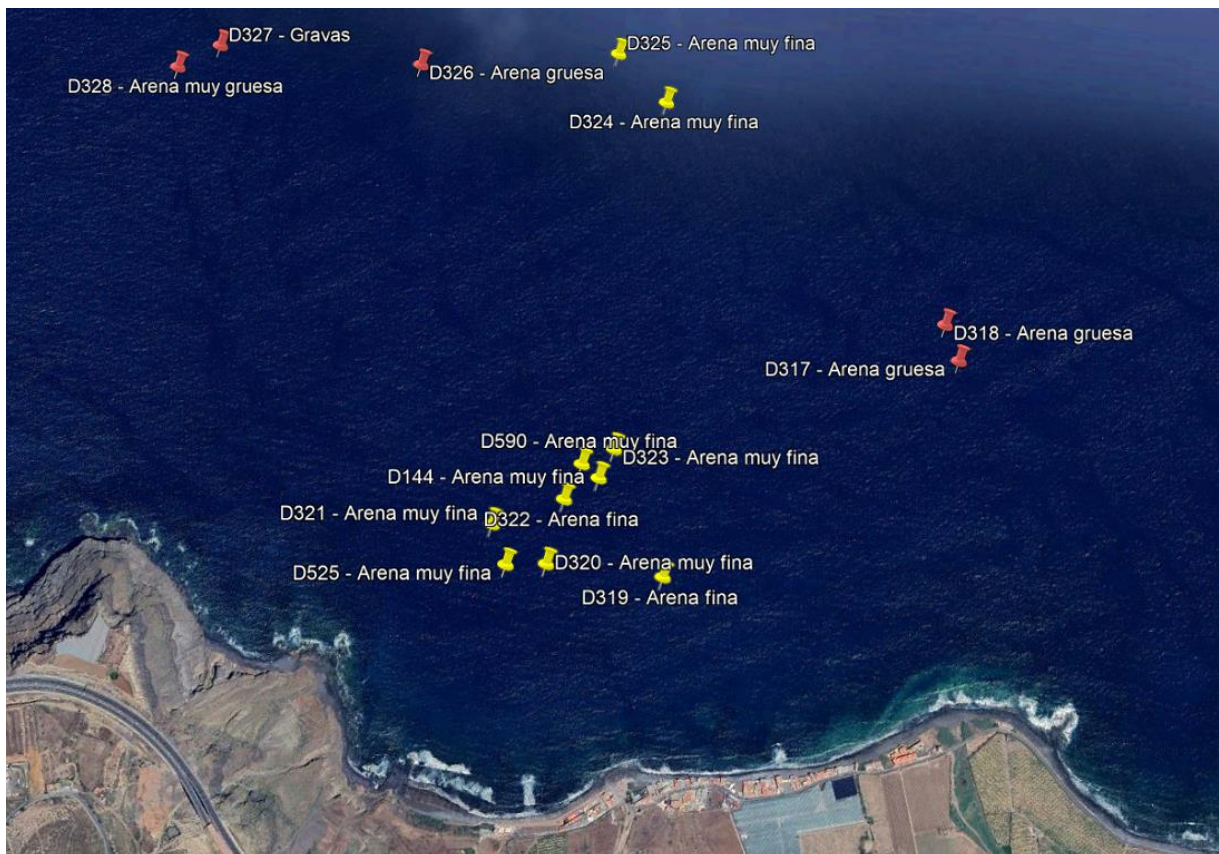 D327 - Gravas
D325 - Arena muy fina
D326 - Arena gruesa
D328 - Arena muy gruesa
D324 - Arena muy fina
D318 - Arena gruesa
D317 - Arena gruesa
D590 - Arena muy fina
D323 - Arena muy fina
D144 - Arena muy fina
D321 - Arena muy fina
D322 - Arena fina
D320 - Arena muy fina
D525 - Arena muy fina
D319 - Arena fina